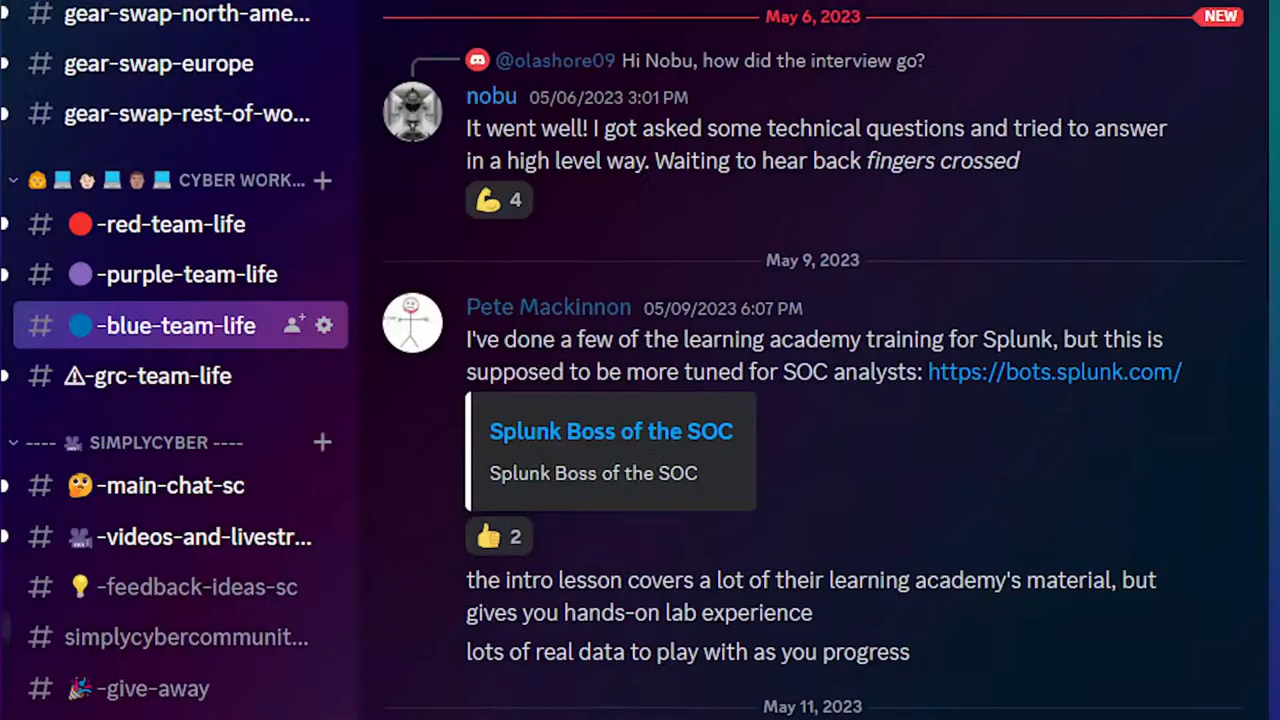 # gear-swap-north-ame...
# gear-swap-europe
# gear-swap-rest-of-wo...
CYBER WORK... +
# 🔴-red-team-life
# 🟣-purple-team-life
# 🔵-blue-team-life
# ⚠-grc-team-life
---- 🎥 SIMPLYCYBER ---- +
# 🤔-main-chat-sc
# 🎥-videos-and-livestr...
# 💡-feedback-ideas-sc
# simplycybercommunit...
# 🎉-give-away
May 6, 2023 NEW
@olashore09 Hi Nobu, how did the interview go?
nobu 05/06/2023 3:01 PM
It went well! I got asked some technical questions and tried to answer
in a high level way. Waiting to hear back fingers crossed
💪 4
May 9, 2023
Pete Mackinnon 05/09/2023 6:07 PM
I've done a few of the learning academy training for Splunk, but this is
supposed to be more tuned for SOC analysts: https://bots.splunk.com/
Splunk Boss of the SOC
Splunk Boss of the SOC
👍 2
the intro lesson covers a lot of their learning academy's material, but
gives you hands-on lab experience
lots of real data to play with as you progress
May 11, 2023